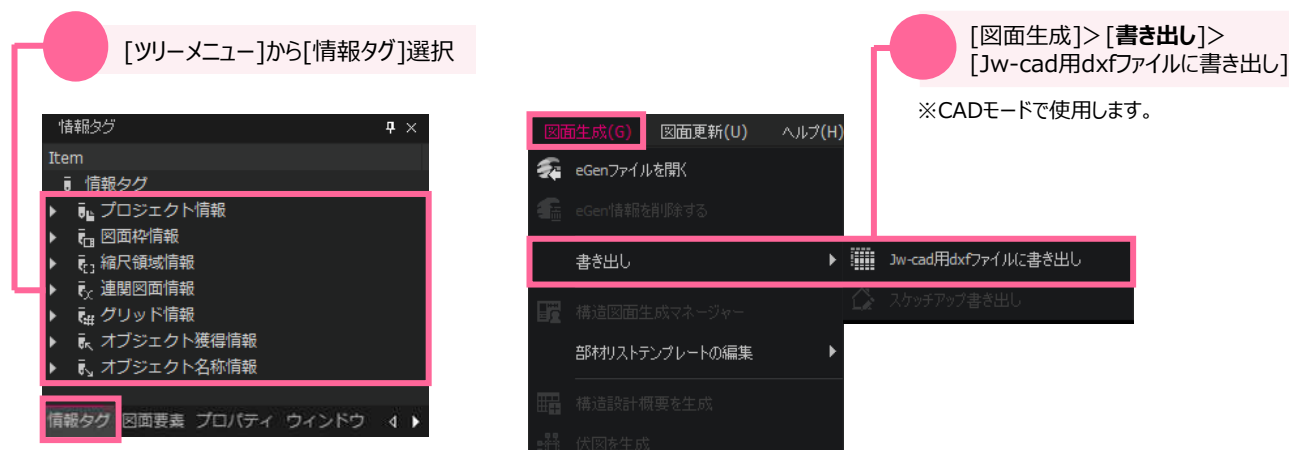 [ツリーメニュー]から[情報タグ]選択
情報タグ
Item
情報タグ
プロジェクト情報
図面枠情報
縮尺領域情報
連関図面情報
グリッド情報
オブジェクト獲得情報
オブジェクト名称情報
情報タグ 図面要素 プロパティ ウィンドウ
[図面生成]> [書き出し]>
[Jw-cad用dxfファイルに書き出し]
※CADモードで使用します。
図面生成(G) 図面更新(U) ヘルプ(H)
eGenファイルを開く
eGen情報を削除する
書き出し
Jw-cad用dxfファイルに書き出し
スケッチアップ書き出し
構造図面生成マネージャー
部材リストテンプレートの編集
構造設計概要を生成
伏図を生成